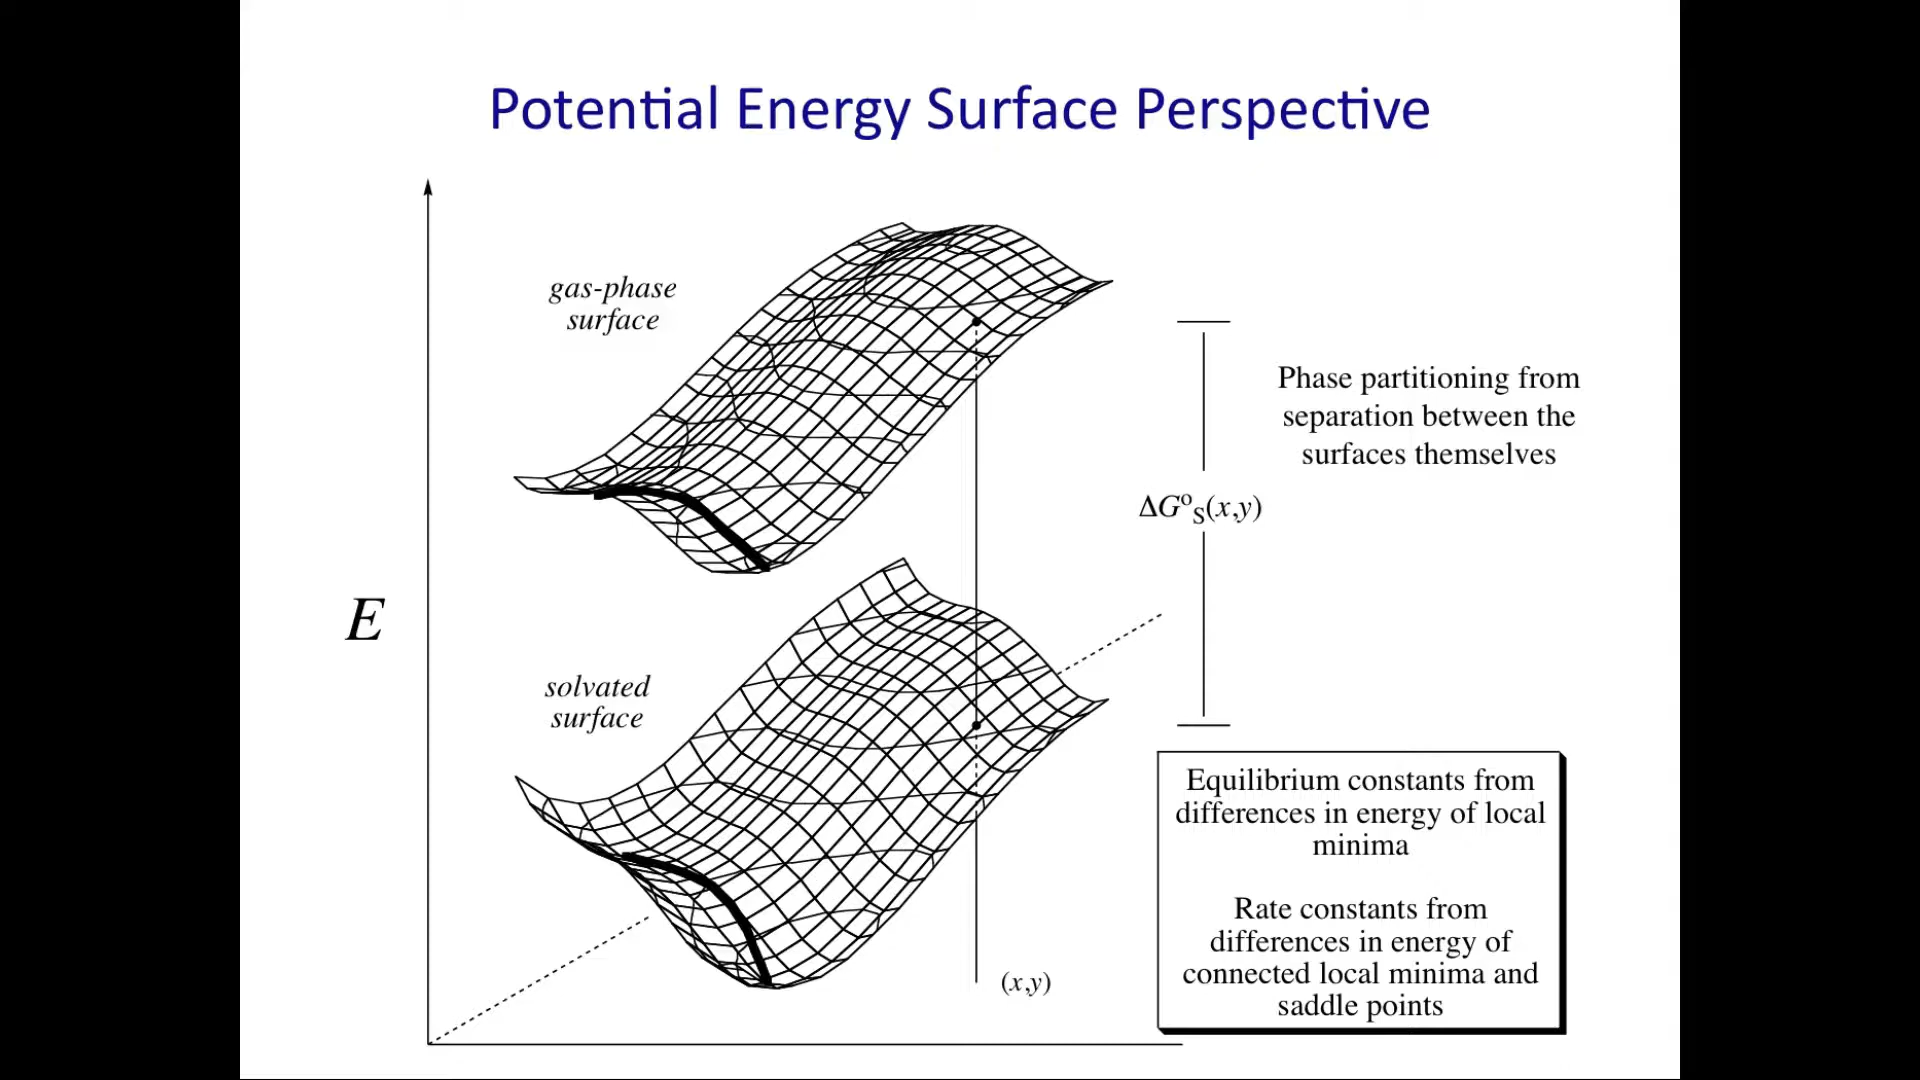 Potential Energy Surface Perspective
gas-phase
surface
Phase partitioning from
separation between the
surfaces themselves
ΔG°S(x,y)
E
solvated
surface
Equilibrium constants from
differences in energy of local
minima
Rate constants from
differences in energy of
connected local minima and
saddle points
(x,y)